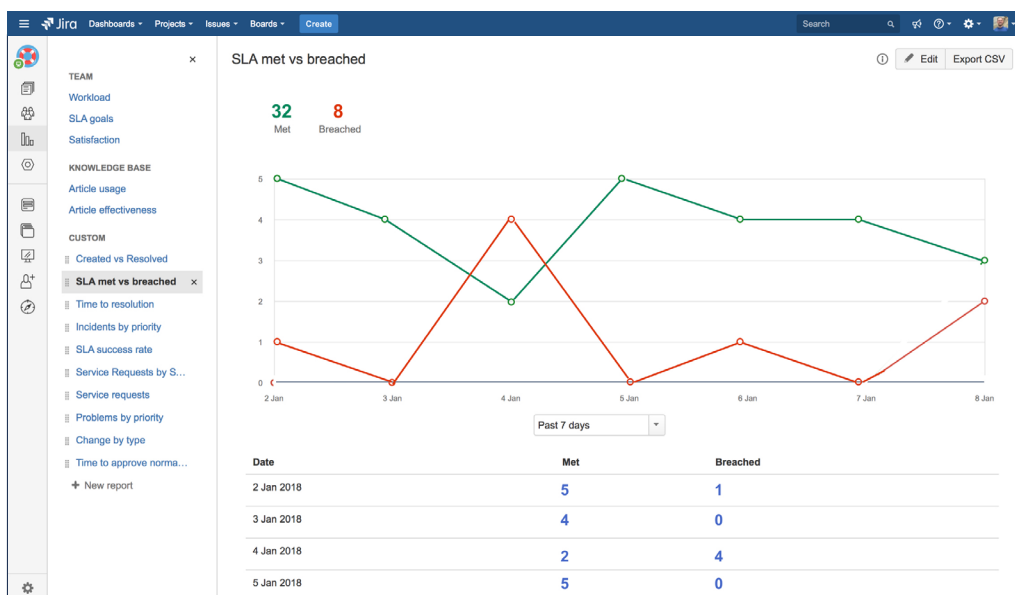 Jira Dashboards Projects Issues Boards Create Search
SLA met vs breached
Edit Export CSV
TEAM
Workload
SLA goals
Satisfaction
KNOWLEDGE BASE
Article usage
Article effectiveness
CUSTOM
Created vs Resolved
SLA met vs breached
Time to resolution
Incidents by priority
SLA success rate
Service Requests by S...
Service requests
Problems by priority
Change by type
Time to approve norma...
New report
32 8
Met Breached
5
4
3
2
1
0
2 Jan 3 Jan 4 Jan 5 Jan 6 Jan 7 Jan 8 Jan
Past 7 days
Date Met Breached
2 Jan 2018 5 1
3 Jan 2018 4 0
4 Jan 2018 2 4
5 Jan 2018 5 0